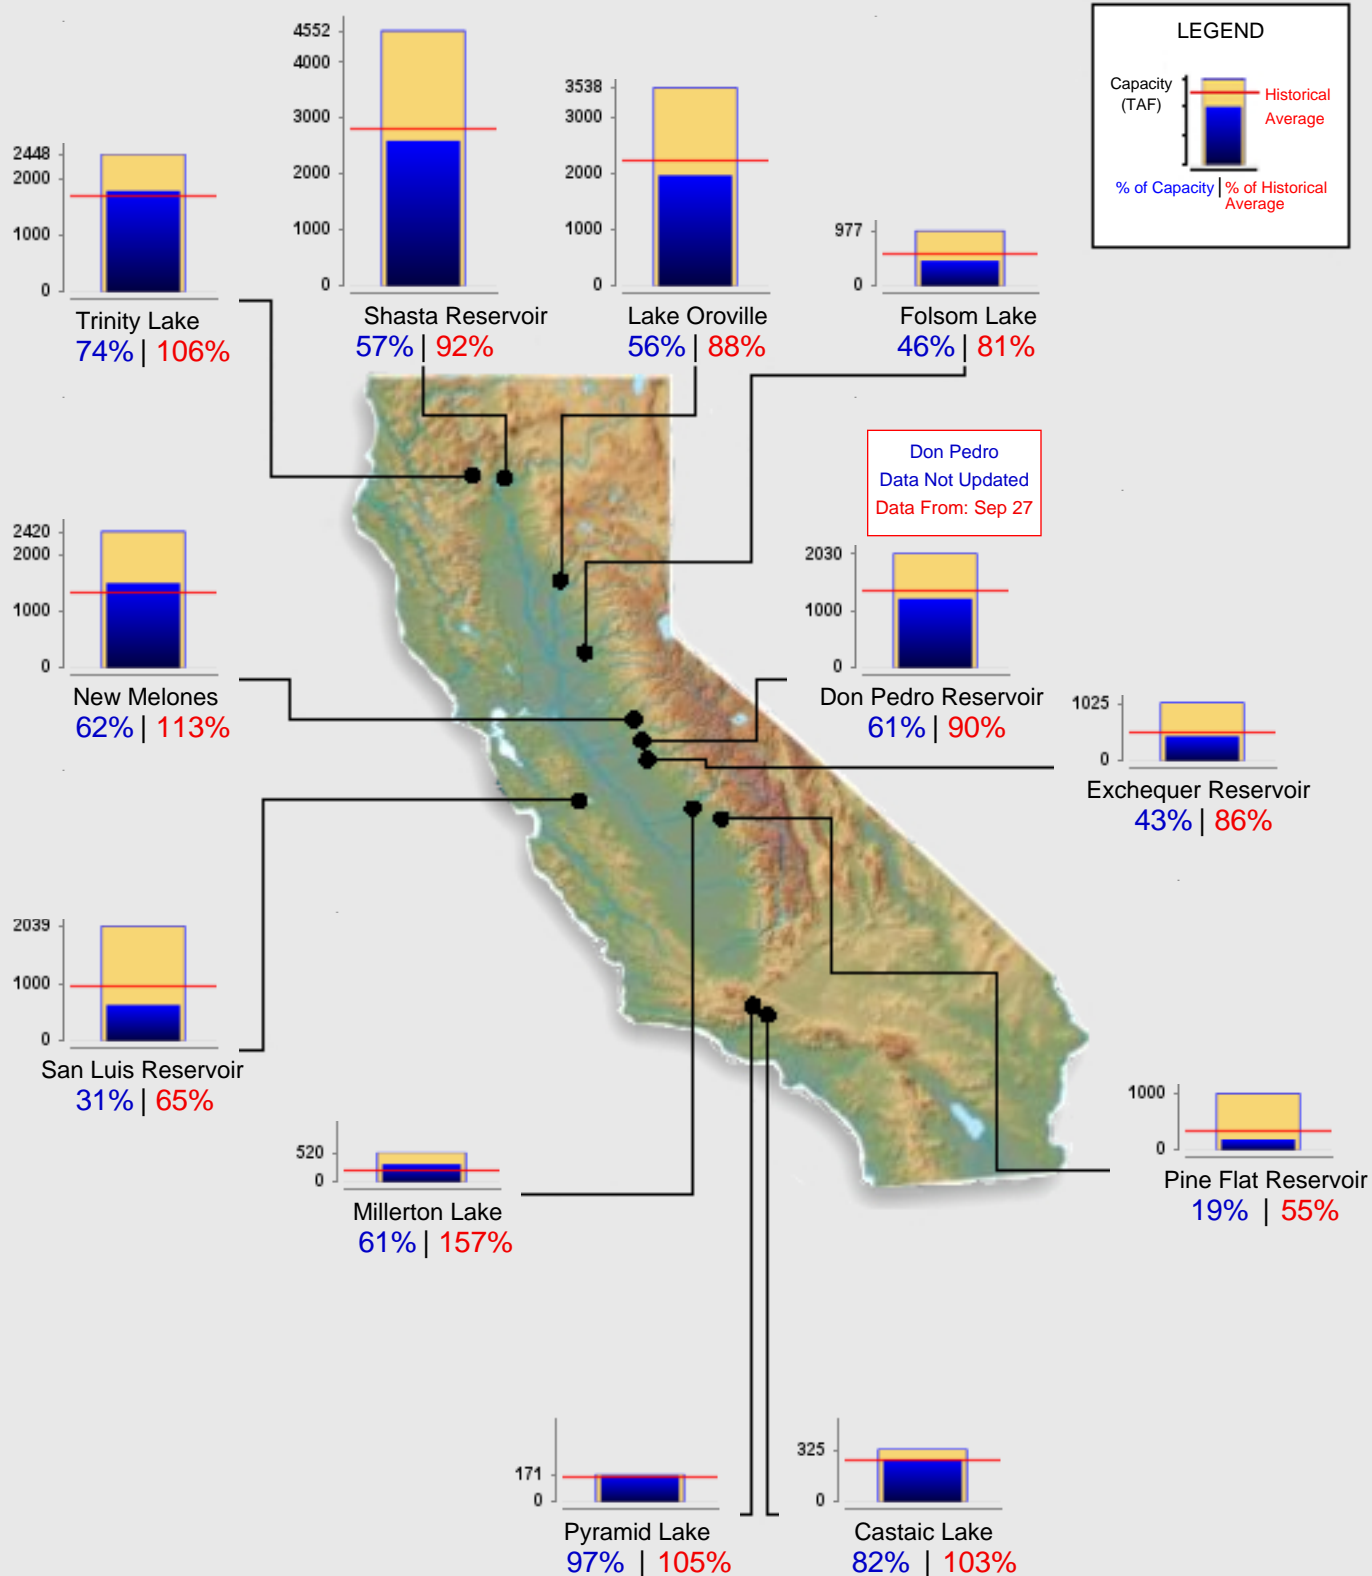 LEGEND
Capacity
(TAF)
Historical
Average
% of Capacity | % of Historical
Average
4552
4000
3000
2000
1000
0
Shasta Reservoir
57% | 92%
3538
3000
2000
1000
0
Lake Oroville
56% | 88%
2448
2000
1000
0
Trinity Lake
74% | 106%
977
0
Folsom Lake
46% | 81%
Don Pedro
Data Not Updated
Data From: Sep 27
2420
2000
1000
0
New Melones
62% | 113%
2030
1000
0
Don Pedro Reservoir
61% | 90%
1025
0
Exchequer Reservoir
43% | 86%
2039
1000
0
San Luis Reservoir
31% | 65%
520
0
Millerton Lake
61% | 157%
1000
0
Pine Flat Reservoir
19% | 55%
171
0
Pyramid Lake
97% | 105%
325
0
Castaic Lake
82% | 103%